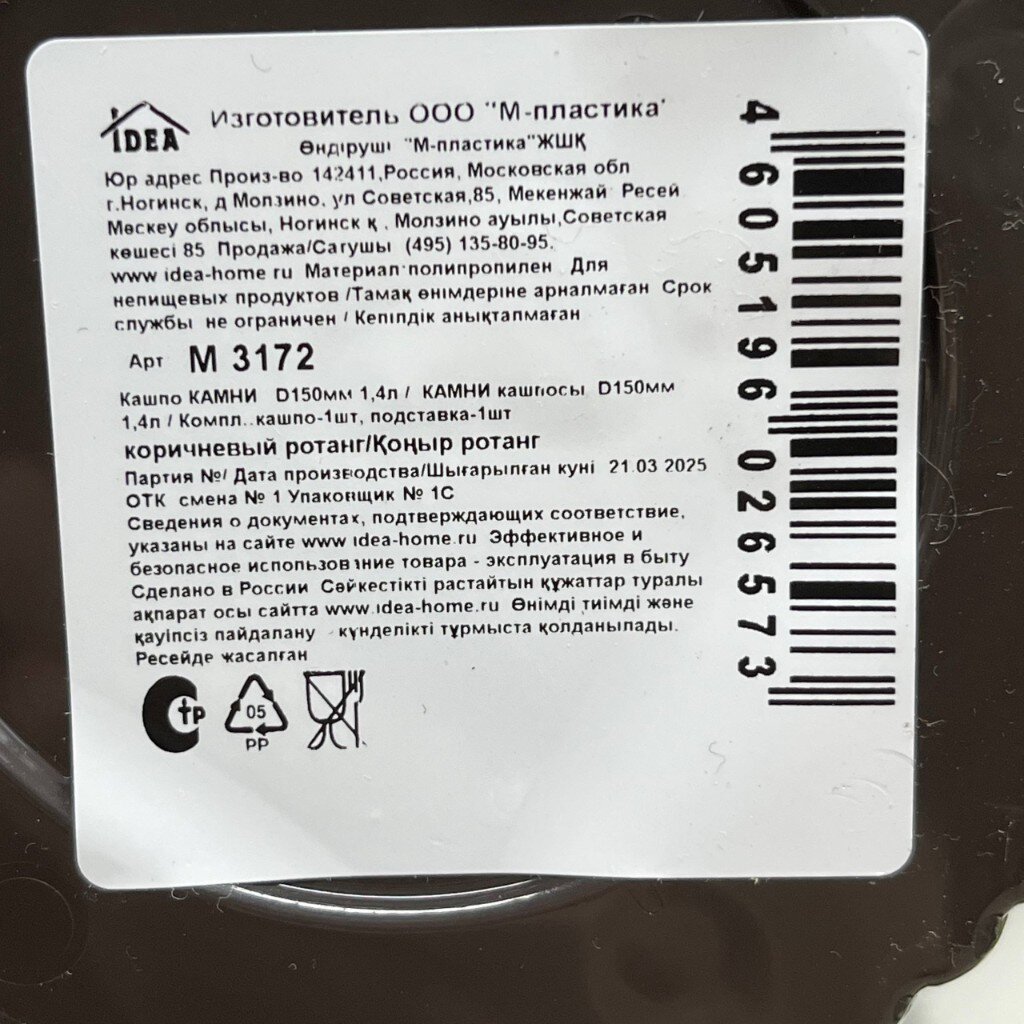 IDEA
Изготовитель ООО "М-пластика"
Өндіруші "М-пластика"ЖШҚ
Юр адрес Произ-во 142411,Россия, Московская обл
г.Ногинск, д Молзино, ул Советская,85, Мекенжай Ресей
Мәскеу облысы, Ногинск қ , Молзино ауылы,Советская
көшесі 85 Продажа/Сатушы (495) 135-80-95,
www idea-home ru Материал полипропилен Для
непищевых продуктов /Тамақ өнімдеріне арналмаған Срок
службы не ограничен / Кепілдік анықталмаған
Арт М 3172
Кашпо КАМНИ D150мм 1,4л / КАМНИ кашпосы D150мм
1,4л / Компл..кашпо-1шт, подставка-1шт
коричневый ротанг/Қоңыр ротанг
Партия №/ Дата производства/Шығарылған күні 21.03 2025
ОТК смена № 1 Упаковщик № 1С
Сведения о документах, подтверждающих соответствие,
указаны на сайте www idea-home.ru Эффективное и
безопасное использование товара - эксплуатация в быту
Сделано в России Сәйкестікті растайтын құжаттар туралы
ақпарат осы сайтта www.idea-home.ru Өнімді тиімді және
қауіпсіз пайдалану - күнделікті тұрмыста қолданылады.
Ресейде жасалған
05
PP
4 605196 026573